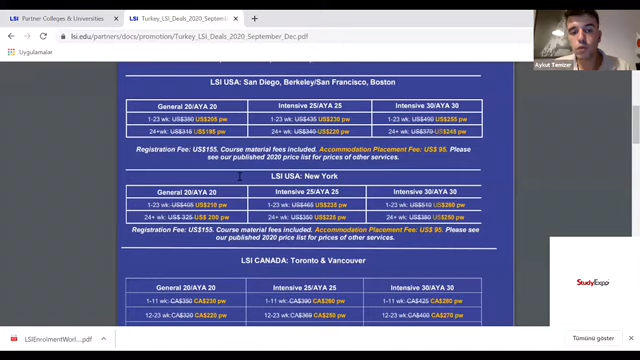 LSI Partner Colleges & Universities
Turkey_LSI_Deals_2020_September_
lsi.edu/partners/docs/promotion/Turkey_LSI_Deals_2020_September_Dec.pdf
Uygulamalar
Aykut Temizer
LSI USA: San Diego, Berkeley/San Francisco, Boston
General 20/AYA 20 Intensive 25/AYA 25 Intensive 30/AYA 30
1-23 wk: US$380 US$205 pw 1-23 wk: US$435 US$230 pw 1-23 wk: US$490 US$255 pw
24+wk: US$315 US$195 pw 24+ wk: US$340 US$220 pw 24+ wk: US$370 US$245 pw
Registration Fee: US$155. Course material fees included. Accommodation Placement Fee: US$ 95. Please
see our published 2020 price list for prices of other services.
LSI USA: New York
General 20/AYA 20 Intensive 25/AYA 25 Intensive 30/AYA 30
1-23 wk: US$405 US$210 pw 1-23 wk: US$465 US$235 pw 1-23 wk: US$510 US$260 pw
24+ wk: US$ 325 US$ 200 pw 24+ wk: US$350 US$225 pw 24+ wk: US$380 US$250 pw
Registration Fee: US$155. Course material fees included. Accommodation Placement Fee: US$ 95. Please see
our published 2020 price list for prices of other services.
LSI CANADA: Toronto & Vancouver
General 20/AYA 20 Intensive 25/AYA 25 Intensive 30/AYA 30
1-11 wk: CA$350 CA$230 pw 1-11 wk: CA$390 CA$260 pw 1-11 wk: CA$425 CA$280 pw
12-23 wk: CA$320 CA$220 pw 12-23 wk: CA$369 CA$250 pw 12-23 wk: CA$400 CA$270 pw
StudyExpo
LSIEnrolmentWorl....pdf
Tümünü göster